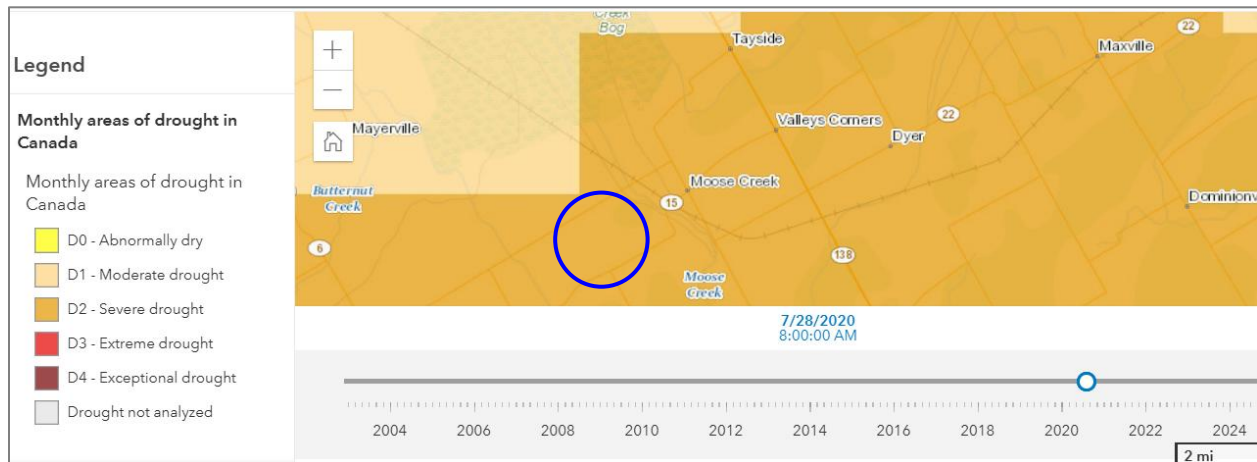 Legend
Monthly areas of drought in
Canada
Monthly areas of drought in
Canada
D0 - Abnormally dry
D1 - Moderate drought
D2 - Severe drought
D3 - Extreme drought
D4 - Exceptional drought
Drought not analyzed
Creek
Bog
Tayside
22
Maxville
Mayerville
Valleys Corners
22
Dyer
Butternut
Creek
Moose Creek
15
Dominionv
6
138
Moose
Creek
7/28/2020
8:00:00 AM
2004 2006 2008 2010 2012 2014 2016 2018 2020 2022 2024
2 mi